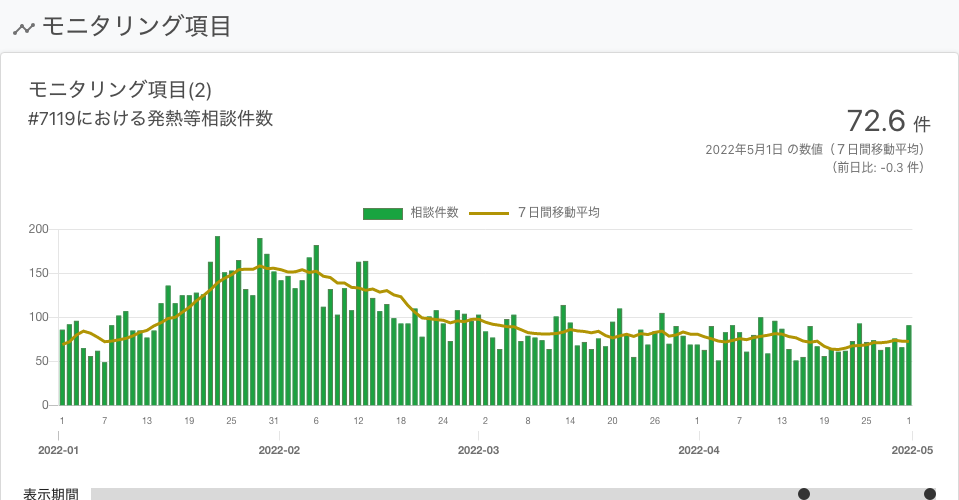 モニタリング項目
モニタリング項目(2)
#7119における発熱等相談件数
72.6 件
2022年5月1日 の数値（７日間移動平均）
（前日比: -0.3 件）
相談件数 ７日間移動平均
200
150
100
50
0
1 7 13 19 25 31 6 12 18 24 2 8 14 20 26 1 7 13 19 25 1
2022-01 2022-02 2022-03 2022-04 2022-05
表示期間